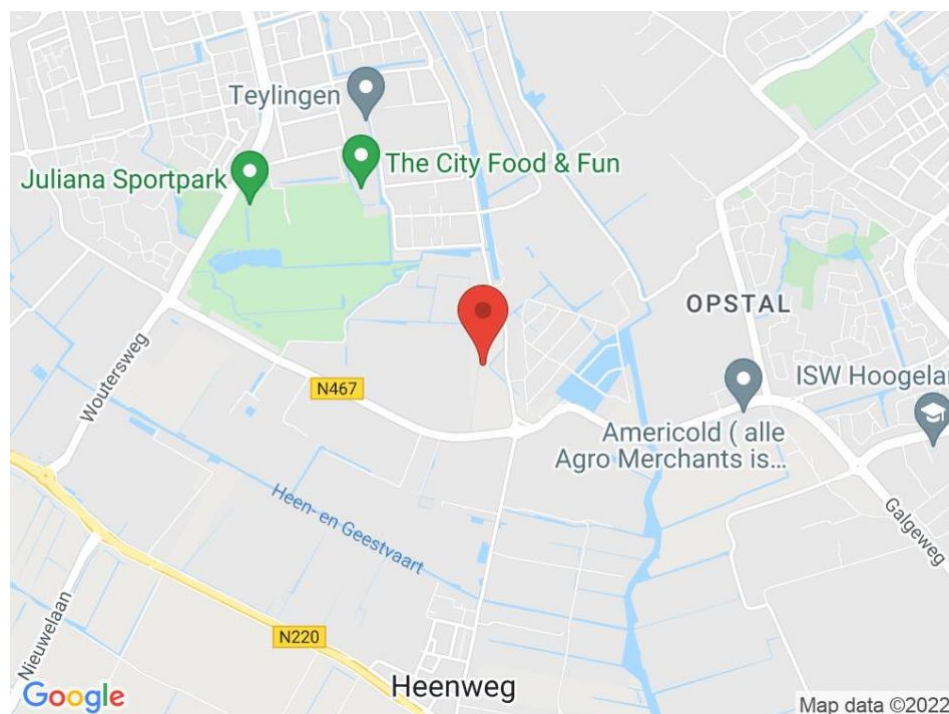 Teylingen
The City Food & Fun
Juliana Sportpark
OPSTAL
Woutersweg
N467
ISW Hoogelan
Americold ( alle
Agro Merchants is...
Heen- en Geestvaart
Galgeweg
Nieuwelaan
N220
Heenweg
Google
Map data ©2022